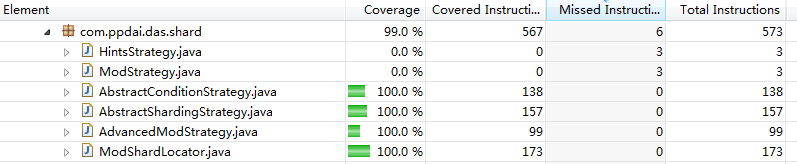 Element Coverage Covered Instructi... Missed Instructi... Total Instructions
com.ppdai.das.shard 99.0 % 567 6 573
HintsStrategy.java 0.0 % 0 3 3
ModStrategy.java 0.0 % 0 3 3
AbstractConditionStrategy.java 100.0 % 138 0 138
AbstractShardingStrategy.java 100.0 % 157 0 157
AdvancedModStrategy.java 100.0 % 99 0 99
ModShardLocator.java 100.0 % 173 0 173